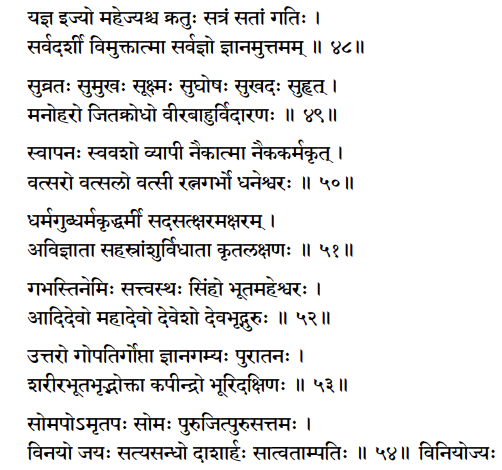 यज्ञ इज्यो महेज्यश्च क्रतुः सत्रं सतां गतिः ।
सर्वदर्शी विमुक्तात्मा सर्वज्ञो ज्ञानमुत्तमम् ॥ ४८॥
सुव्रतः सुमुखः सूक्ष्मः सुघोषः सुखदः सुहृत् ।
मनोहरो जितक्रोधो वीरबाहुर्विदारणः ॥ ४९॥
स्वापनः स्ववशो व्यापी नैकात्मा नैककर्मकृत् ।
वत्सरो वत्सलो वत्सी रत्नगर्भो धनेश्वरः ॥ ५०॥
धर्मगुब्धर्मकृद्धर्मी सदसत्क्षरमक्षरम् ।
अविज्ञाता सहस्रांशुर्विधाता कृतलक्षणः ॥ ५१॥
गभस्तिनेमिः सत्त्वस्थः सिंहो भूतमहेश्वरः ।
आदिदेवो महादेवो देवेशो देवभृद्गुरुः ॥ ५२॥
उत्तरो गोपतिर्गोप्ता ज्ञानगम्यः पुरातनः ।
शरीरभूतभृद्भोक्ता कपीन्द्रो भूरिदक्षिणः ॥ ५३॥
सोमपोऽमृतपः सोमः पुरुजित्पुरुसत्तमः ।
विनयो जयः सत्यसन्धो दाशार्हः सात्वताम्पतिः ॥ ५४॥ विनियोज्यः